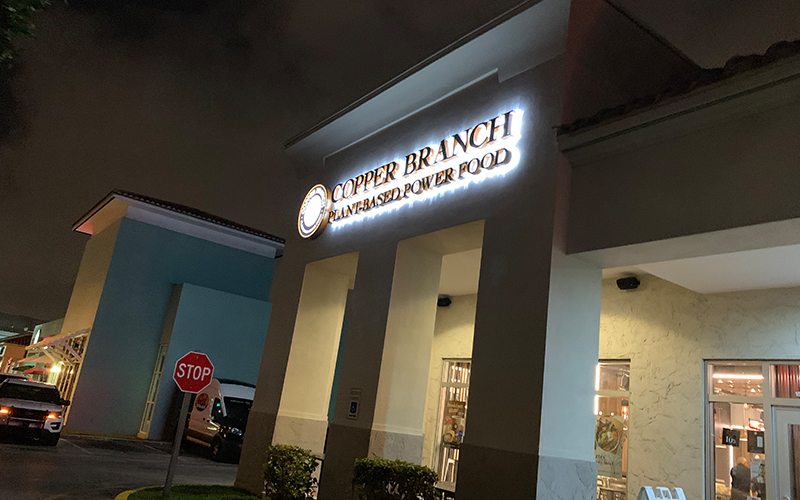 COPPER BRANCH
PLANT-BASED POWER FOOD
STOP